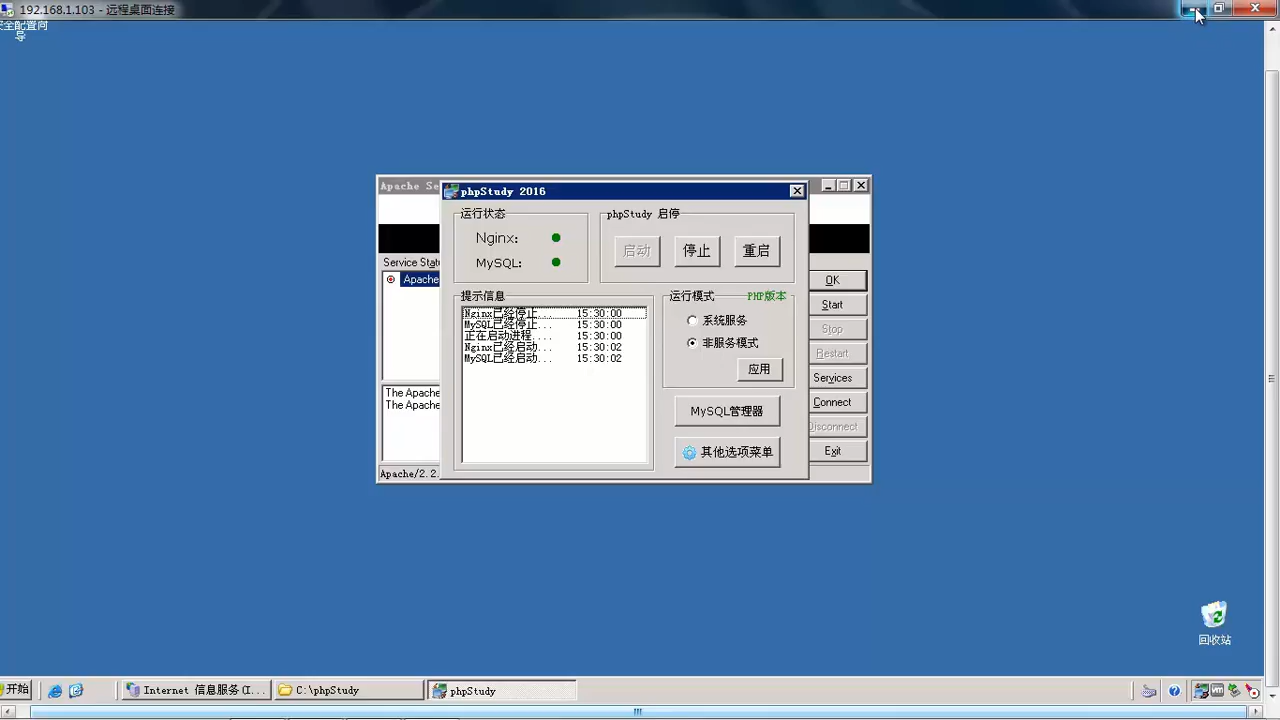 192.168.1.103 - 远程桌面连接
安全配置向
导
Apache Se
phpStudy 2016
运行状态
phpStudy 启停
Nginx:
启动
停止
重启
MySQL:
Service Stat
Apache
OK
提示信息
运行模式
PHP版本
Nginx已经停止... 15:30:00
MySQL已经停止... 15:30:00
正在启动进程... 15:30:00
Nginx已经启动... 15:30:02
MySQL已经启动... 15:30:02
系统服务
非服务模式
应用
Start
Stop
Restart
Services
Connect
Disconnect
Exit
The Apache
The Apache
MySQL管理器
其他选项菜单
Apache/2.2.
回收站
开始
Internet 信息服务(I...
C:\phpStudy
phpStudy